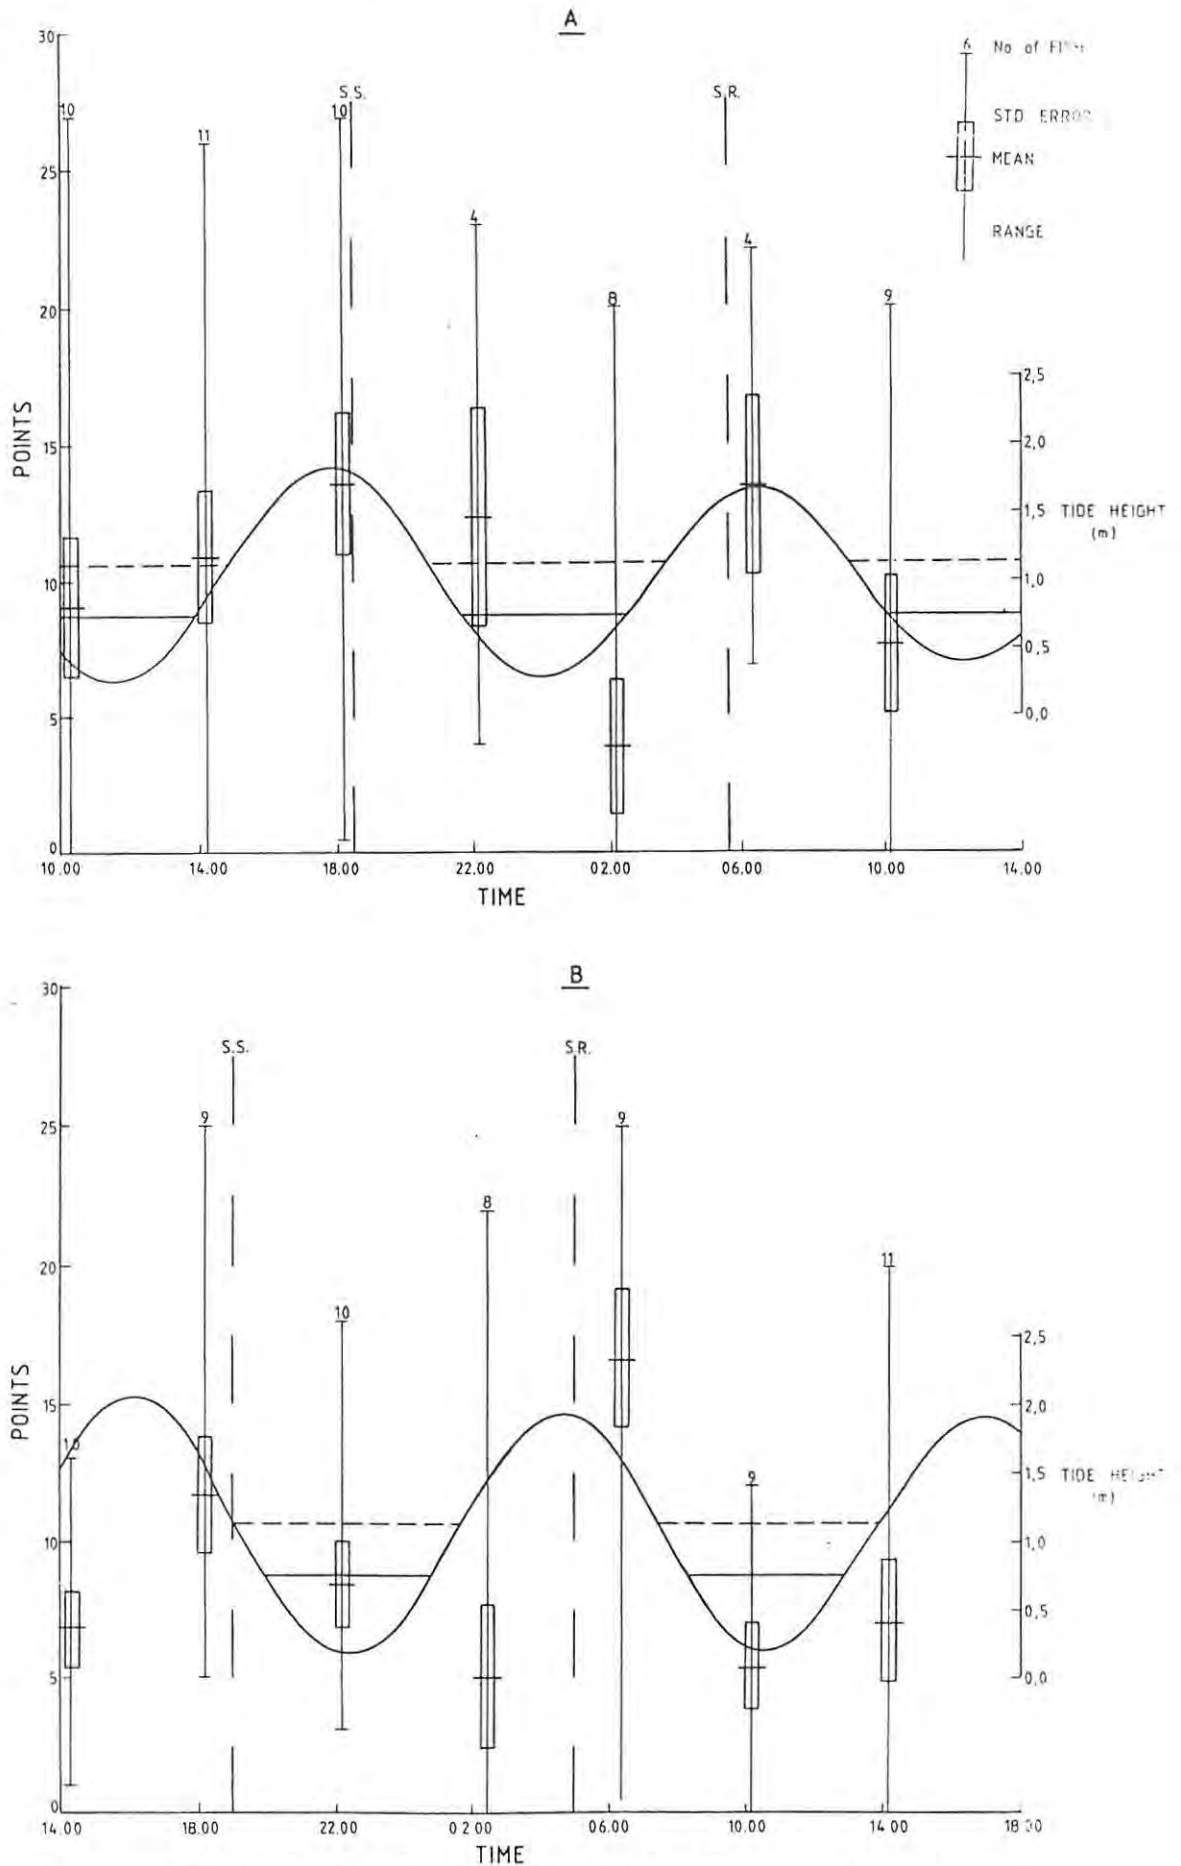 A
30
25
20
15
10
5
0
POINTS
10
11
S.S.
10
4
8
S.R.
4
9
6 No of FISH
STD ERROR
MEAN
RANGE
2,5
2,0
1,5
1,0
0,5
0,0
TIDE HEIGHT
(m)
10.00 14.00 18.00 22.00 02.00 06.00 10.00 14.00
TIME
B
30
25
20
15
10
5
0
POINTS
10
9
S.S.
10
8
S.R.
9
9
11
2,5
2,0
1,5
1,0
0,5
0,0
TIDE HEIGHT
(m)
14.00 18.00 22.00 02.00 06.00 10.00 14.00 18.00
TIME